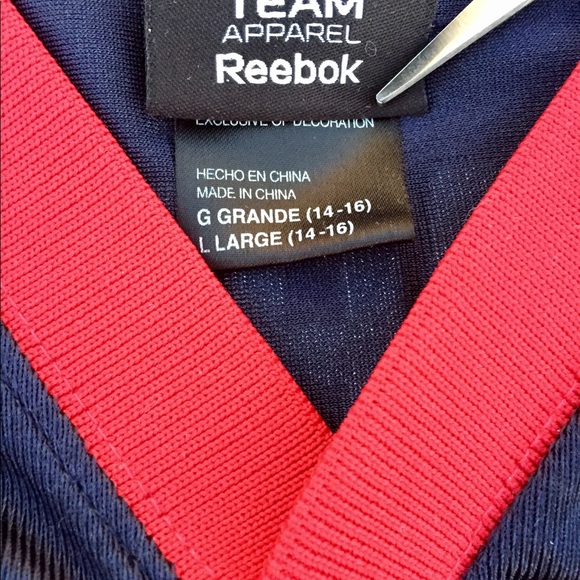 TEAM
APPAREL
Reebok
EXCLUSIVE OF DECORATION
HECHO EN CHINA
MADE IN CHINA
G GRANDE (14-16)
L LARGE (14-16)